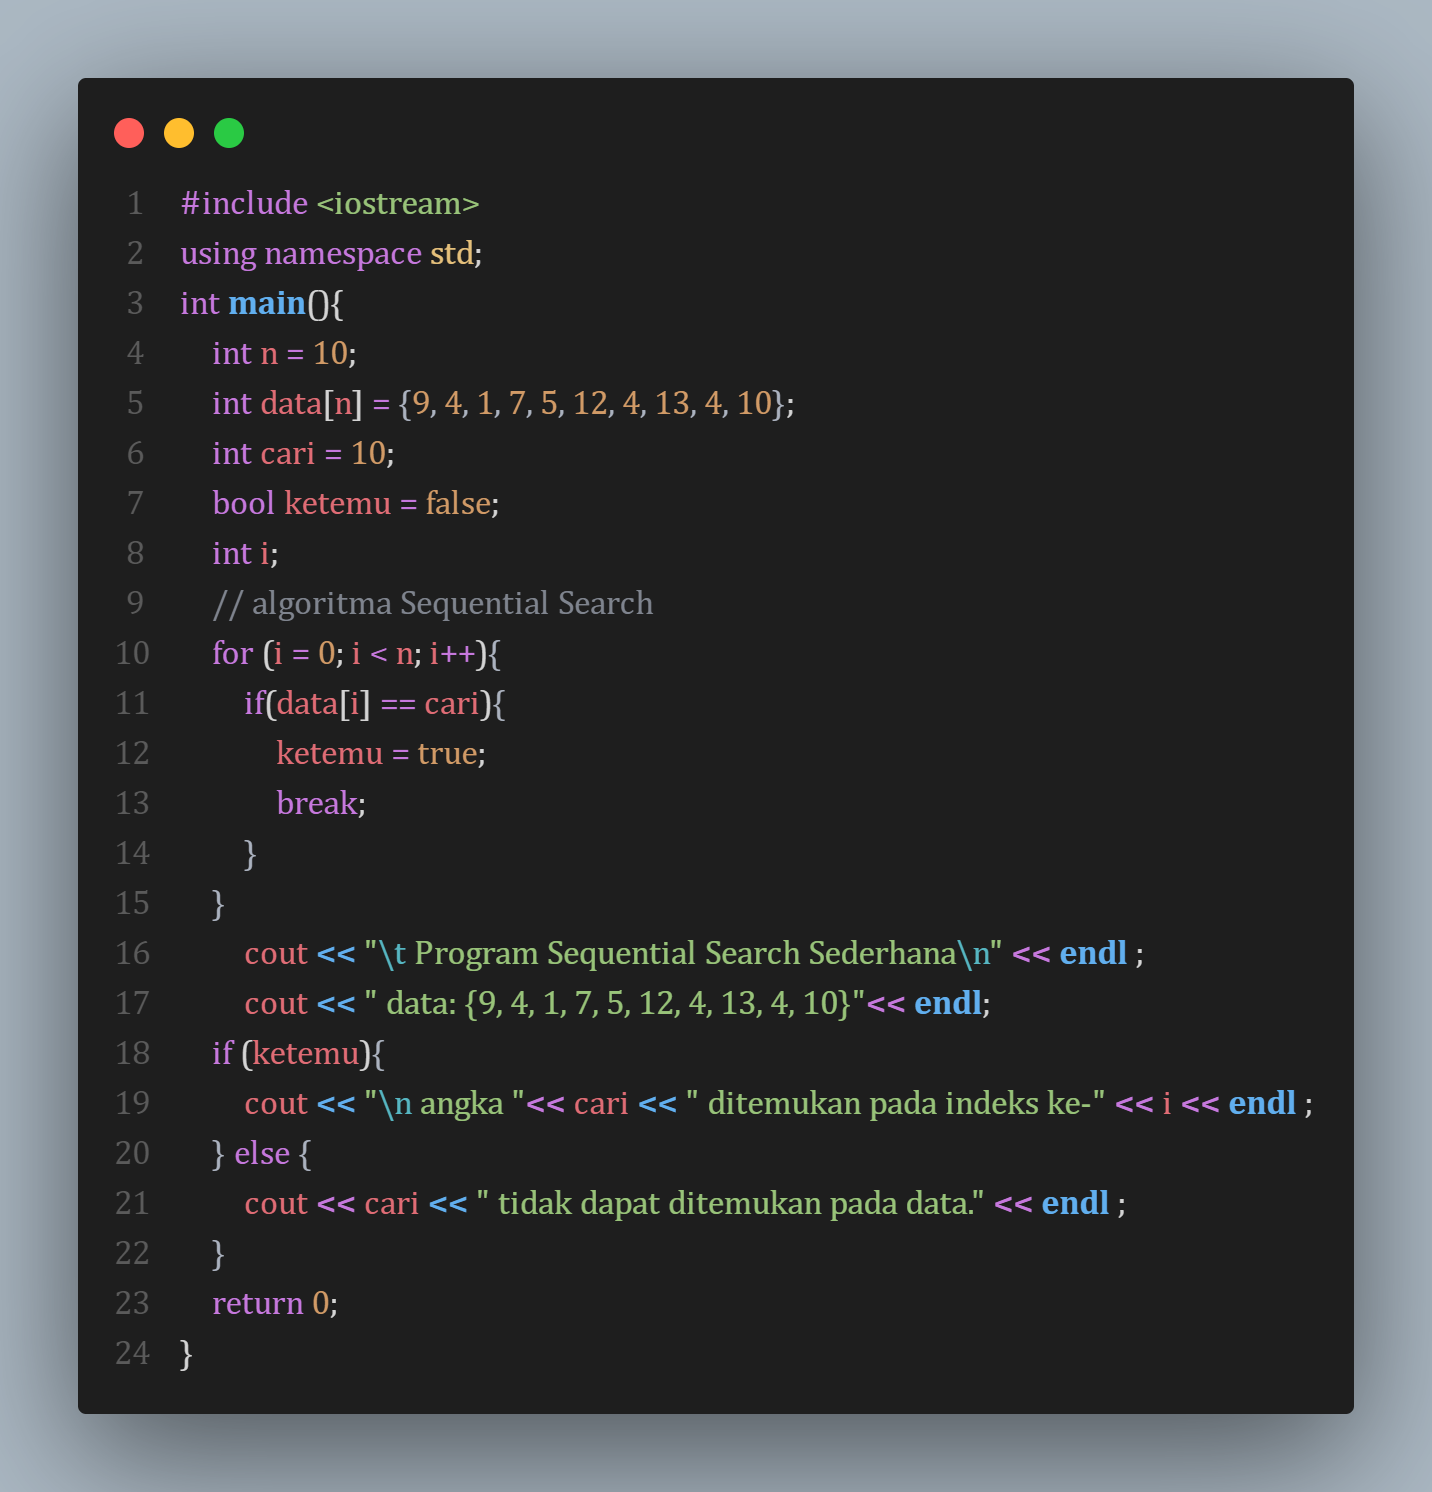 1 #include <iostream>
2 using namespace std;
3 int main(){
4 int n = 10;
5 int data[n] = {9, 4, 1, 7, 5, 12, 4, 13, 4, 10};
6 int cari = 10;
7 bool ketemu = false;
8 int i;
9 // algoritma Sequential Search
10 for (i = 0; i < n; i++){
11 if(data[i] == cari){
12 ketemu = true;
13 break;
14 }
15 }
16 cout << "\t Program Sequential Search Sederhana\n" << endl ;
17 cout << " data: {9, 4, 1, 7, 5, 12, 4, 13, 4, 10}"<< endl;
18 if (ketemu){
19 cout << "\n angka "<< cari << " ditemukan pada indeks ke-" << i << endl ;
20 } else {
21 cout << cari << " tidak dapat ditemukan pada data." << endl ;
22 }
23 return 0;
24 }